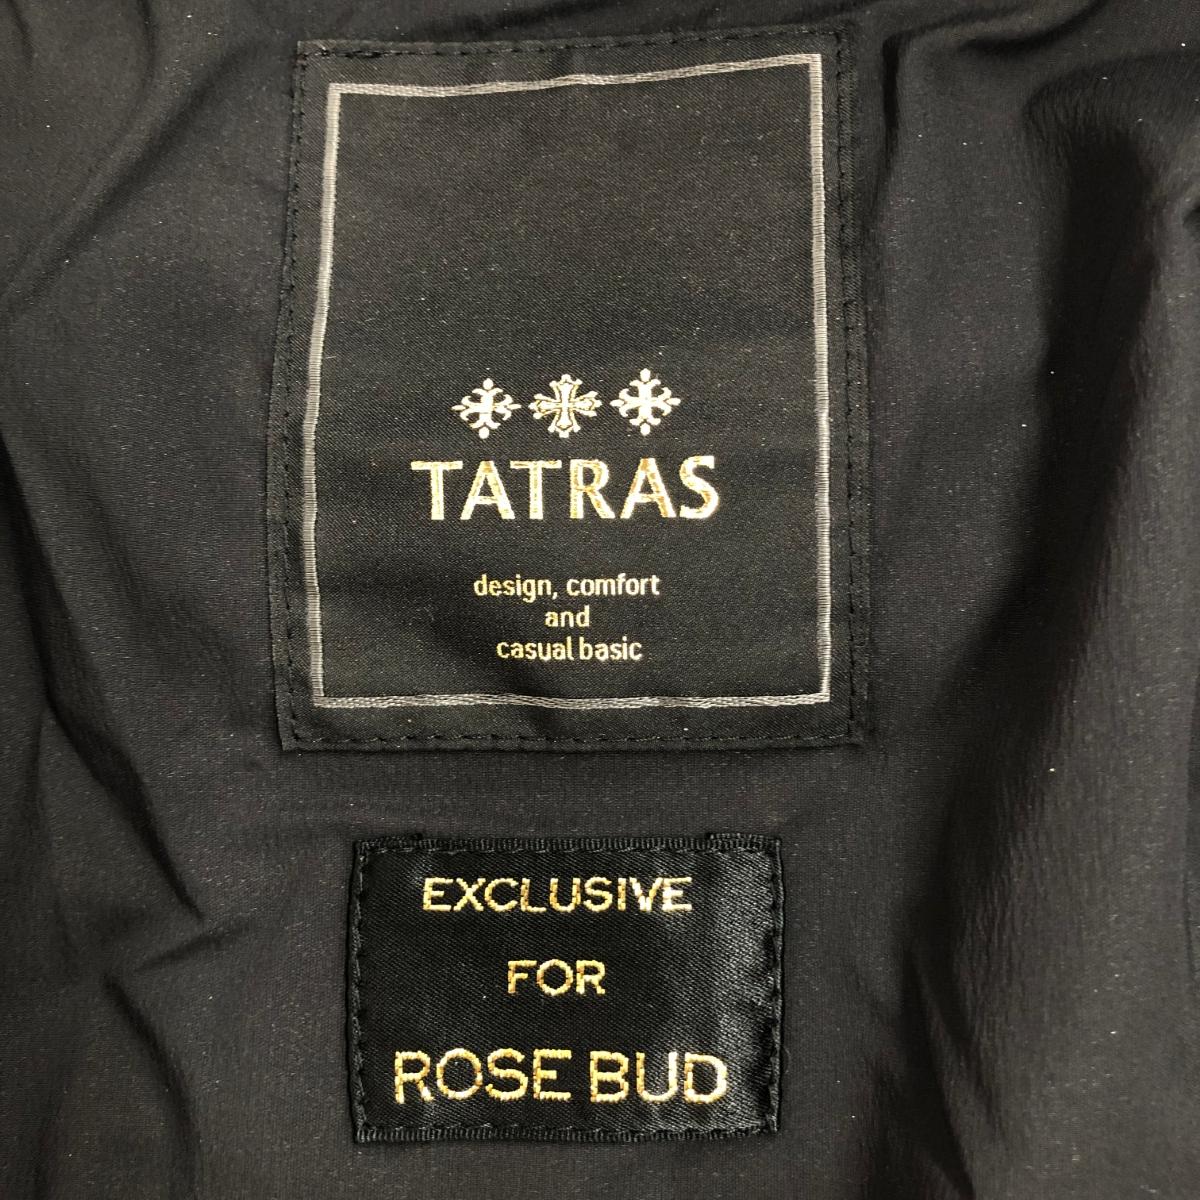 TATRAS
design, comfort
and
casual basic
EXCLUSIVE
FOR
ROSE BUD